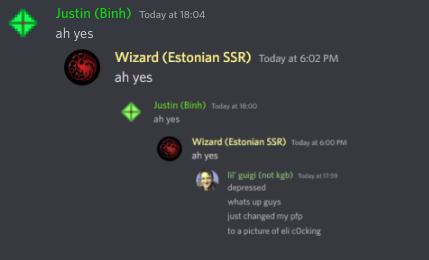 Justin (Binh) Today at 18:04
ah yes
Wizard (Estonian SSR) Today at 6:02 PM
ah yes
Justin (Binh) Today at 18:00
ah yes
Wizard (Estonian SSR) Today at 6:00 PM
ah yes
lil' guigi (not kgb) Today at 17:59
depressed
whats up guys
just changed my pfp
to a picture of eli c0cking